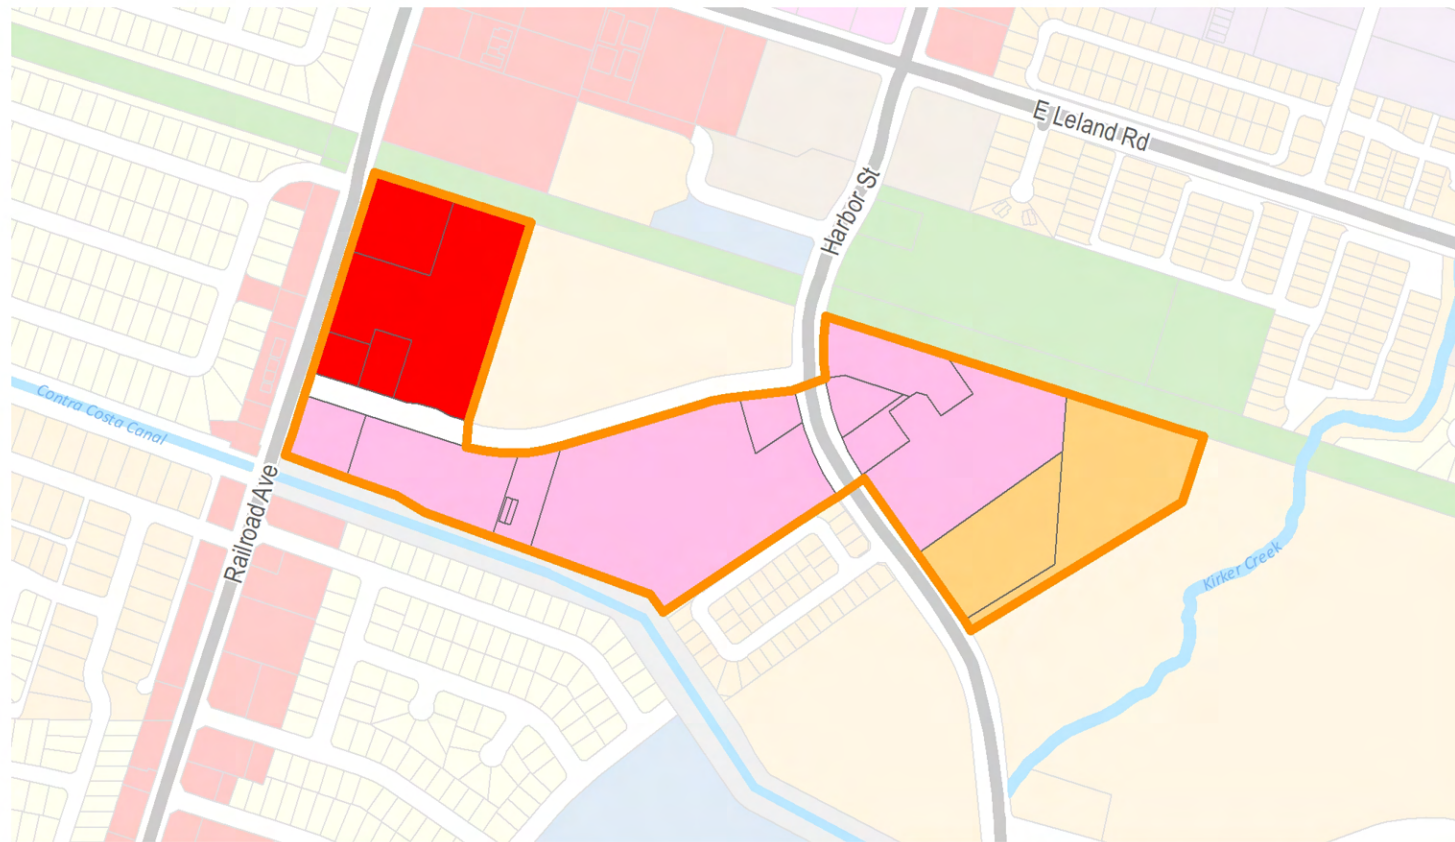 E Leland Rd
Harbor St
Contra Costa Canal
Railroad Ave
Kirker Creek